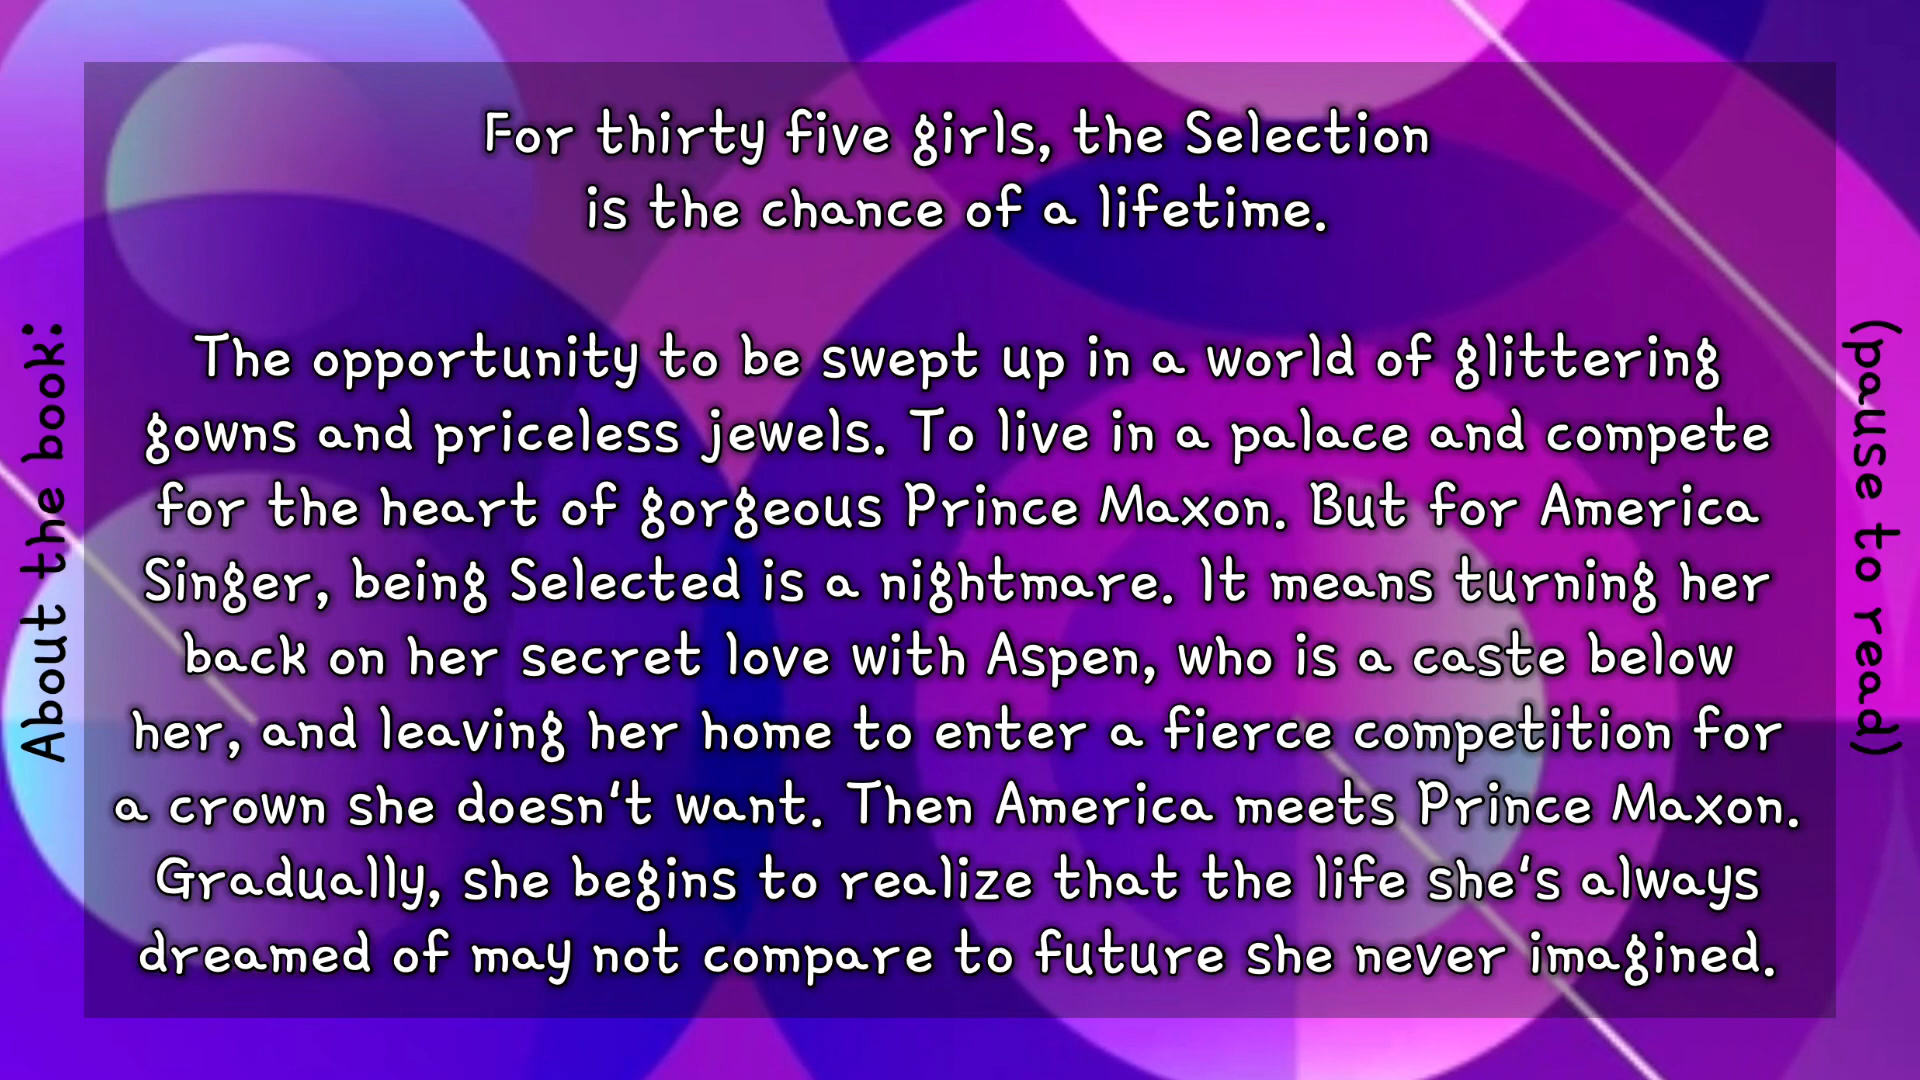 About the book:
For thirty five girls, the Selection
is the chance of a lifetime.
The opportunity to be swept up in a world of glittering
gowns and priceless jewels. To live in a palace and compete
for the heart of gorgeous Prince Maxon. But for America
Singer, being Selected is a nightmare. It means turning her
back on her secret love with Aspen, who is a caste below
her, and leaving her home to enter a fierce competition for
a crown she doesn't want. Then America meets Prince Maxon.
Gradually, she begins to realize that the life she's always
dreamed of may not compare to future she never imagined.
(pause to read)